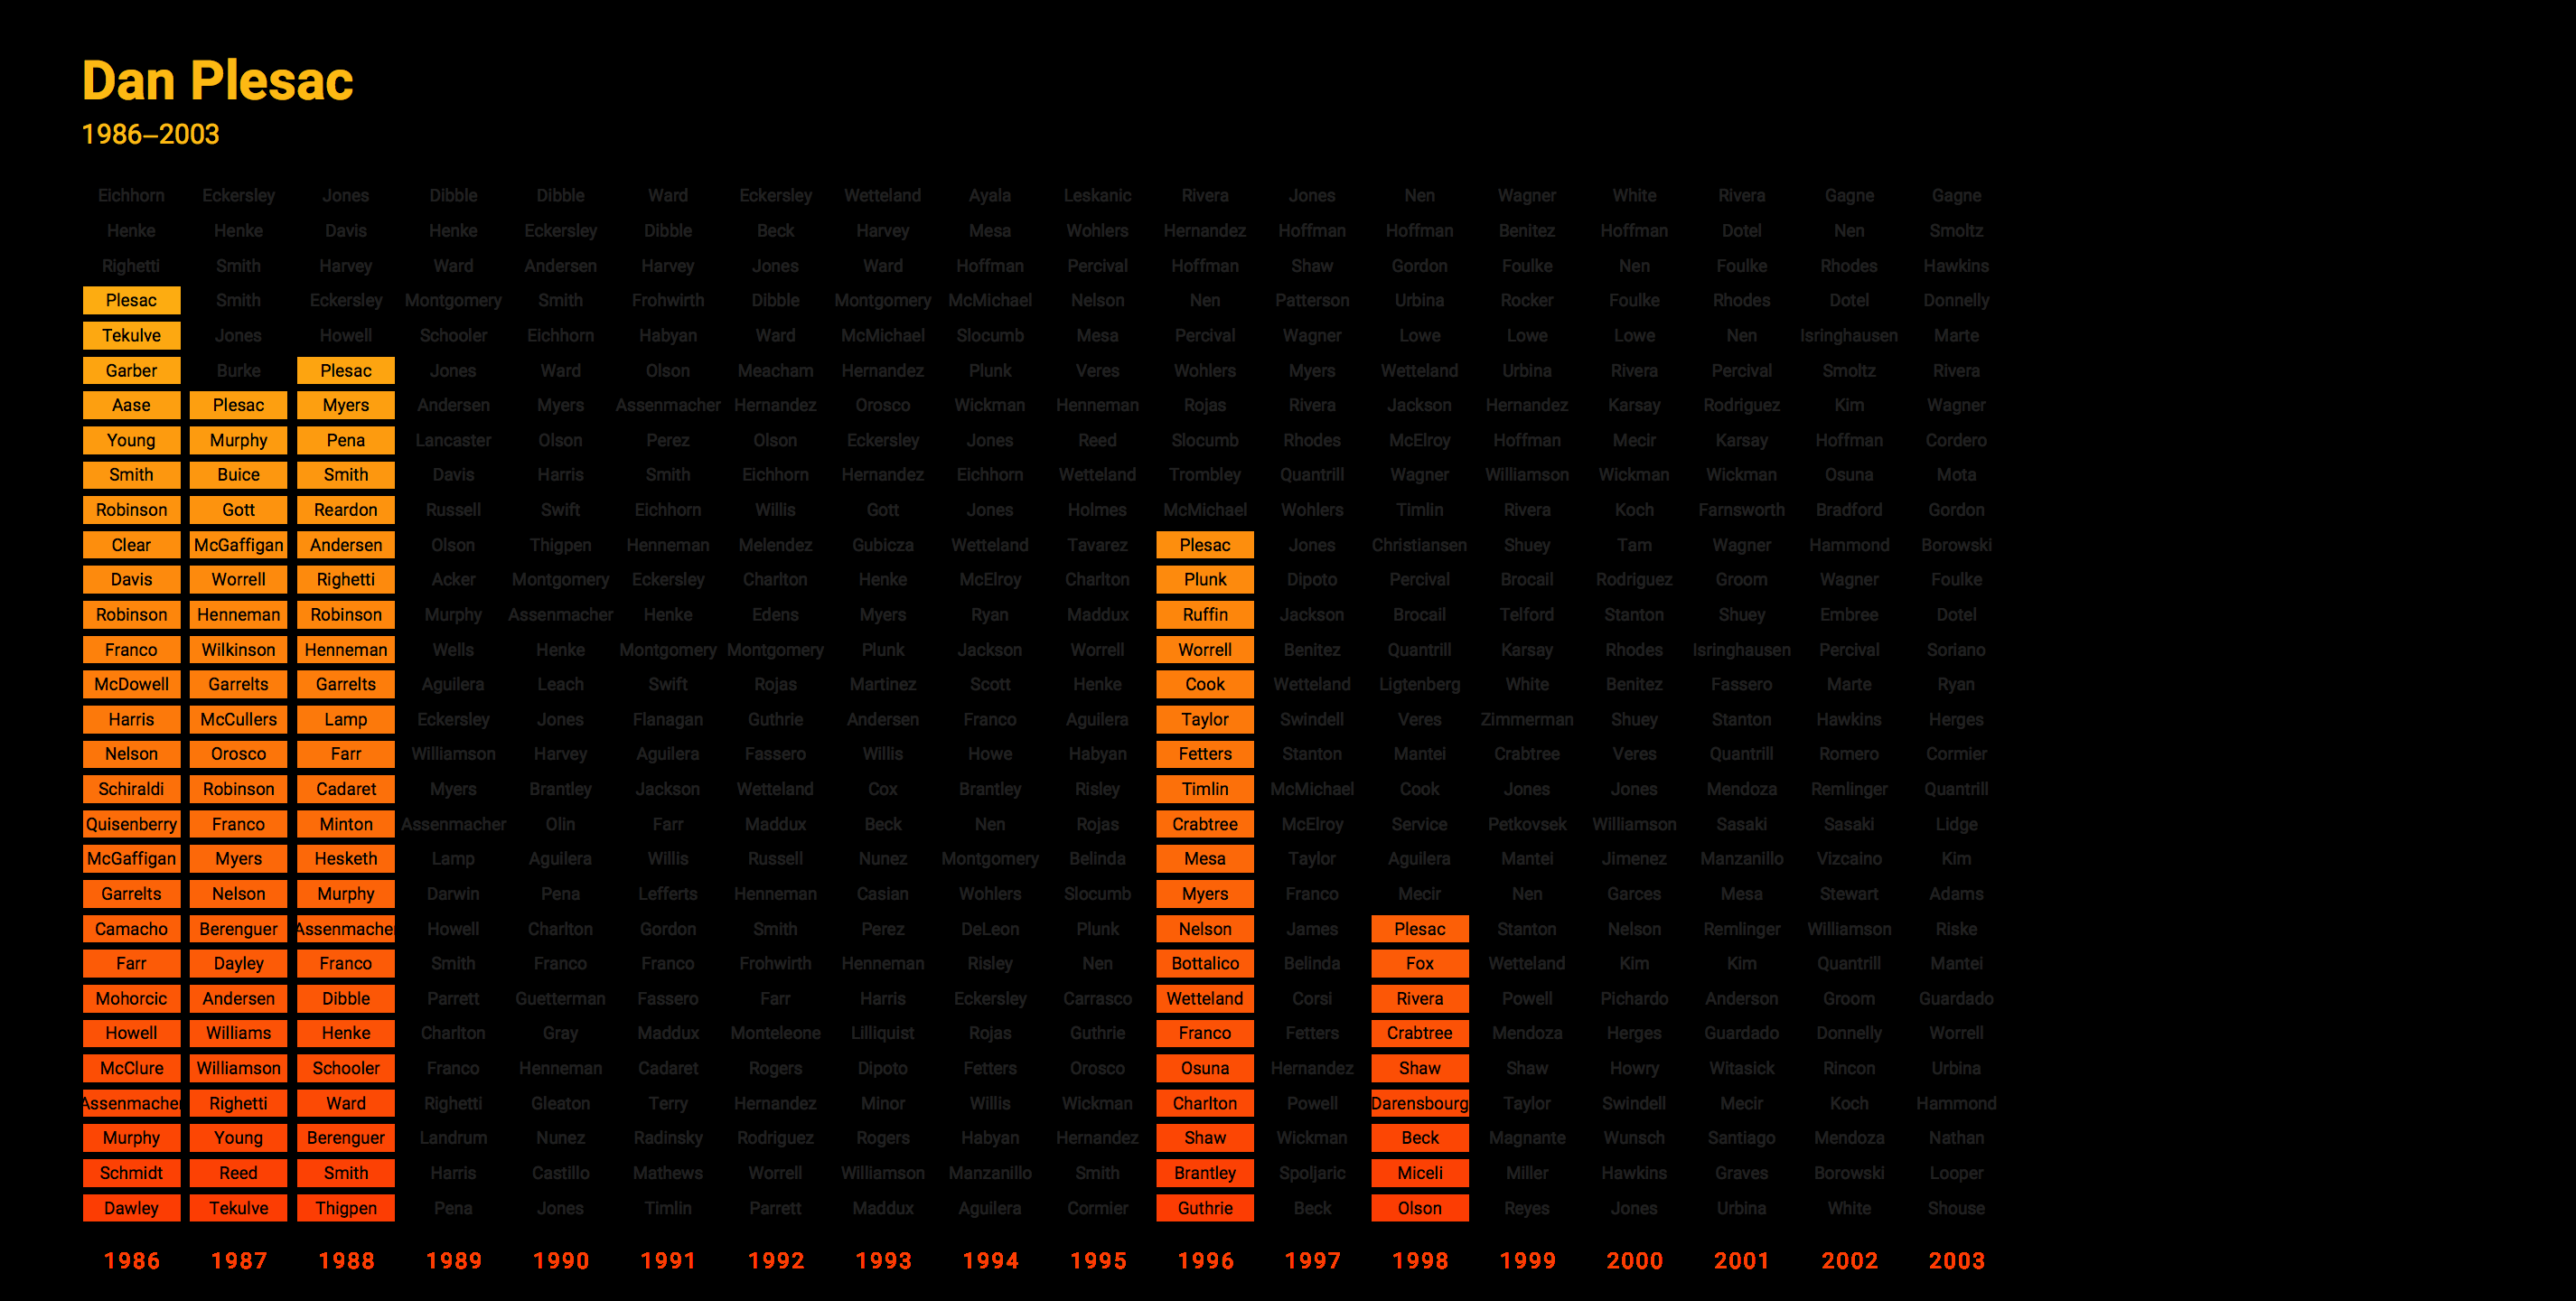 Dan Plesac
1986–2003
Eichhorn Eckersley Jones Dibble Dibble Ward Eckersley Wetteland Ayala Leskanic Rivera Jones Nen Wagner White Rivera Gagne Gagne
Henke Henke Davis Henke Eckersley Dibble Beck Harvey Mesa Wohlers Hernandez Hoffman Hoffman Benitez Hoffman Dotel Nen Smoltz
Righetti Smith Harvey Ward Andersen Harvey Jones Ward Hoffman Percival Hoffman Shaw Gordon Foulke Nen Foulke Rhodes Hawkins
Plesac Smith Eckersley Montgomery Smith Frohwirth Dibble Montgomery McMichael Nelson Nen Patterson Urbina Rocker Foulke Rhodes Dotel Donnelly
Tekulve Jones Howell Schooler Eichhorn Habyan Ward McMichael Slocumb Mesa Percival Wagner Lowe Lowe Lowe Nen Isringhausen Marte
Garber Burke Plesac Jones Ward Olson Meacham Hernandez Plunk Veres Wohlers Myers Wetteland Urbina Rivera Percival Smoltz Rivera
Aase Plesac Myers Andersen Myers Assenmacher Hernandez Orosco Wickman Henneman Rojas Rivera Jackson Hernandez Karsay Rodriguez Kim Wagner
Young Murphy Pena Lancaster Olson Perez Olson Eckersley Jones Reed Slocumb Rhodes McElroy Hoffman Mecir Karsay Hoffman Cordero
Smith Buice Smith Davis Harris Smith Eichhorn Hernandez Eichhorn Wetteland Trombley Quantrill Wagner Williamson Wickman Wickman Osuna Mota
Robinson Gott Reardon Russell Swift Eichhorn Willis Gott Jones Holmes McMichael Wohlers Timlin Rivera Koch Farnsworth Bradford Gordon
Clear McGaffigan Andersen Olson Thigpen Henneman Melendez Gubicza Wetteland Tavarez Plesac Jones Christiansen Shuey Tam Wagner Hammond Borowski
Davis Worrell Righetti Acker Montgomery Eckersley Charlton Henke McElroy Charlton Plunk Dipoto Percival Brocail Rodriguez Groom Wagner Foulke
Robinson Henneman Robinson Murphy Assenmacher Henke Edens Myers Ryan Maddux Ruffin Jackson Brocail Telford Stanton Shuey Embree Dotel
Franco Wilkinson Henneman Wells Henke Montgomery Montgomery Plunk Jackson Worrell Worrell Benitez Quantrill Karsay Rhodes Isringhausen Percival Soriano
McDowell Garrelts Garrelts Aguilera Leach Swift Rojas Martinez Scott Henke Cook Wetteland Ligtenberg White Benitez Fassero Marte Ryan
Harris McCullers Lamp Eckersley Jones Flanagan Guthrie Andersen Franco Aguilera Taylor Swindell Veres Zimmerman Shuey Stanton Hawkins Herges
Nelson Orosco Farr Williamson Harvey Aguilera Fassero Willis Howe Habyan Fetters Stanton Mantei Crabtree Veres Quantrill Romero Cormier
Schiraldi Robinson Cadaret Myers Brantley Jackson Wetteland Cox Brantley Risley Timlin McMichael Cook Jones Jones Mendoza Remlinger Quantrill
Quisenberry Franco Minton Assenmacher Olin Farr Maddux Beck Nen Rojas Crabtree McElroy Service Petkovsek Williamson Sasaki Sasaki Lidge
McGaffigan Myers Hesketh Lamp Aguilera Willis Russell Nunez Montgomery Belinda Mesa Taylor Aguilera Mantei Jimenez Manzanillo Vizcaino Kim
Garrelts Nelson Murphy Darwin Pena Lefferts Henneman Casian Wohlers Slocumb Myers Franco Mecir Nen Garces Mesa Stewart Adams
Camacho Berenguer Assenmacher Howell Charlton Gordon Smith Perez DeLeon Plunk Nelson James Plesac Stanton Nelson Remlinger Williamson Riske
Farr Dayley Franco Smith Franco Franco Frohwirth Henneman Risley Nen Bottalico Belinda Fox Wetteland Kim Kim Quantrill Mantei
Mohorcic Andersen Dibble Parrett Guetterman Fassero Farr Harris Eckersley Carrasco Wetteland Corsi Rivera Powell Pichardo Anderson Groom Guardado
Howell Williams Henke Charlton Gray Maddux Monteleone Lilliquist Rojas Guthrie Franco Fetters Crabtree Mendoza Herges Guardado Donnelly Worrell
McClure Williamson Schooler Franco Henneman Cadaret Rogers Dipoto Fetters Orosco Osuna Hernandez Shaw Shaw Howry Witasick Rincon Urbina
Assenmacher Righetti Ward Righetti Gleaton Terry Hernandez Minor Willis Wickman Charlton Powell Darensbourg Taylor Swindell Mecir Koch Hammond
Murphy Young Berenguer Landrum Nunez Radinsky Rodriguez Rogers Habyan Hernandez Shaw Wickman Beck Magnante Wunsch Santiago Mendoza Nathan
Schmidt Reed Smith Harris Castillo Mathews Worrell Williamson Manzanillo Smith Brantley Spoljaric Miceli Miller Hawkins Graves Borowski Looper
Dawley Tekulve Thigpen Pena Jones Timlin Parrett Maddux Aguilera Cormier Guthrie Beck Olson Reyes Jones Urbina White Shouse
1986 1987 1988 1989 1990 1991 1992 1993 1994 1995 1996 1997 1998 1999 2000 2001 2002 2003